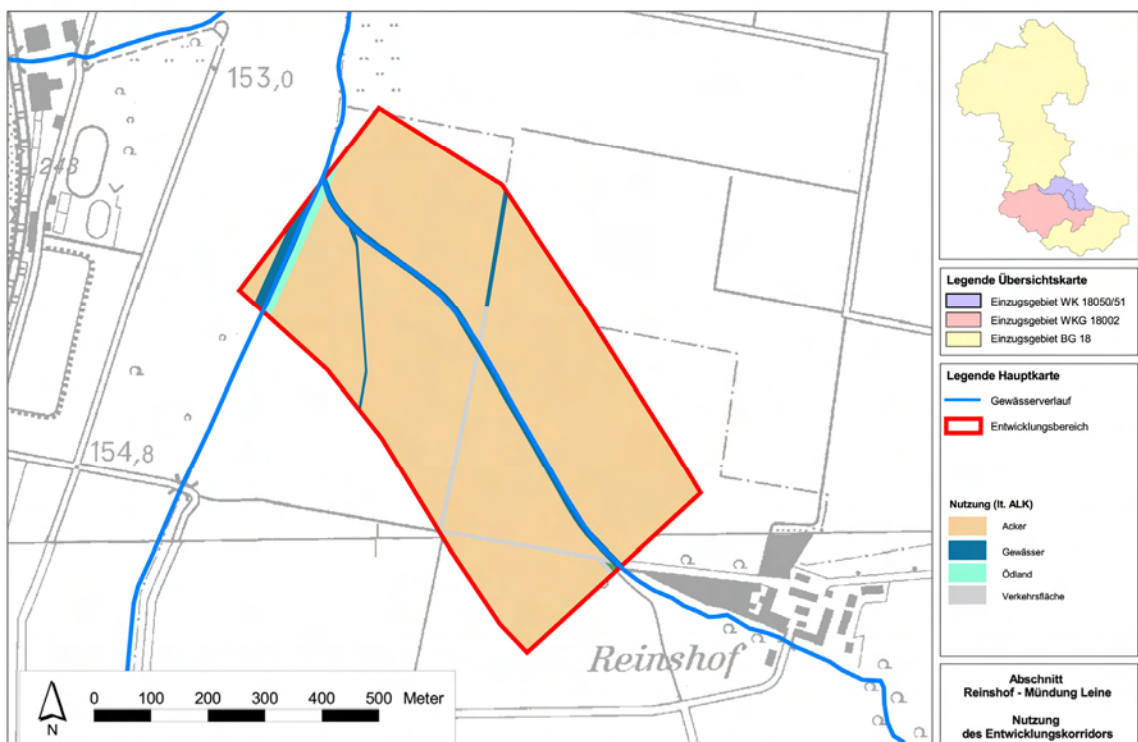 153,0
248
154,8
Reinshof
N
0 100 200 300 400 500 Meter
Legende Übersichtskarte
Einzugsgebiet WK 18050/51
Einzugsgebiet WKG 18002
Einzugsgebiet BG 18
Legende Hauptkarte
Gewässerverlauf
Entwicklungsbereich
Nutzung (lt. ALK)
Acker
Gewässer
Ödland
Verkehrsfläche
Abschnitt
Reinshof - Mündung Leine
Nutzung
des Entwicklungskorridors